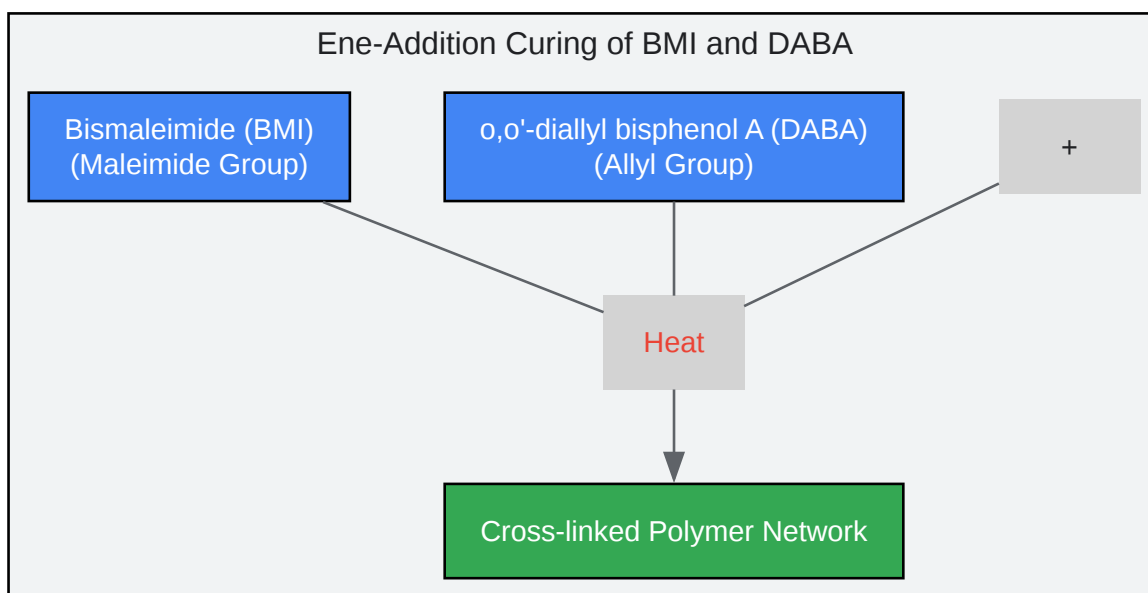 Ene-Addition Curing of BMI and DABA
Bismaleimide (BMI)
(Maleimide Group)
o,o'-diallyl bisphenol A (DABA)
(Allyl Group)
+
Heat
Cross-linked Polymer Network